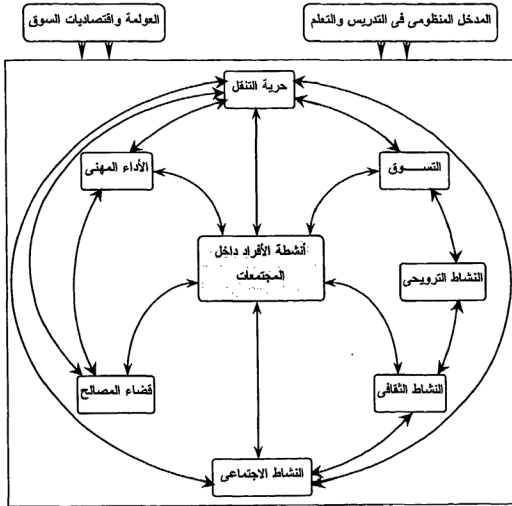 المدخل المنظومى فى التدريس والتعلم
العولمة واقتصاديات السوق
حرية التنقل
التســـوق
الأداء المهنى
أنشطة الأفراد داخل
المجتمعات
النشاط الترويحى
النشاط الثقافى
قضاء المصالح
النشاط الاجتماعى